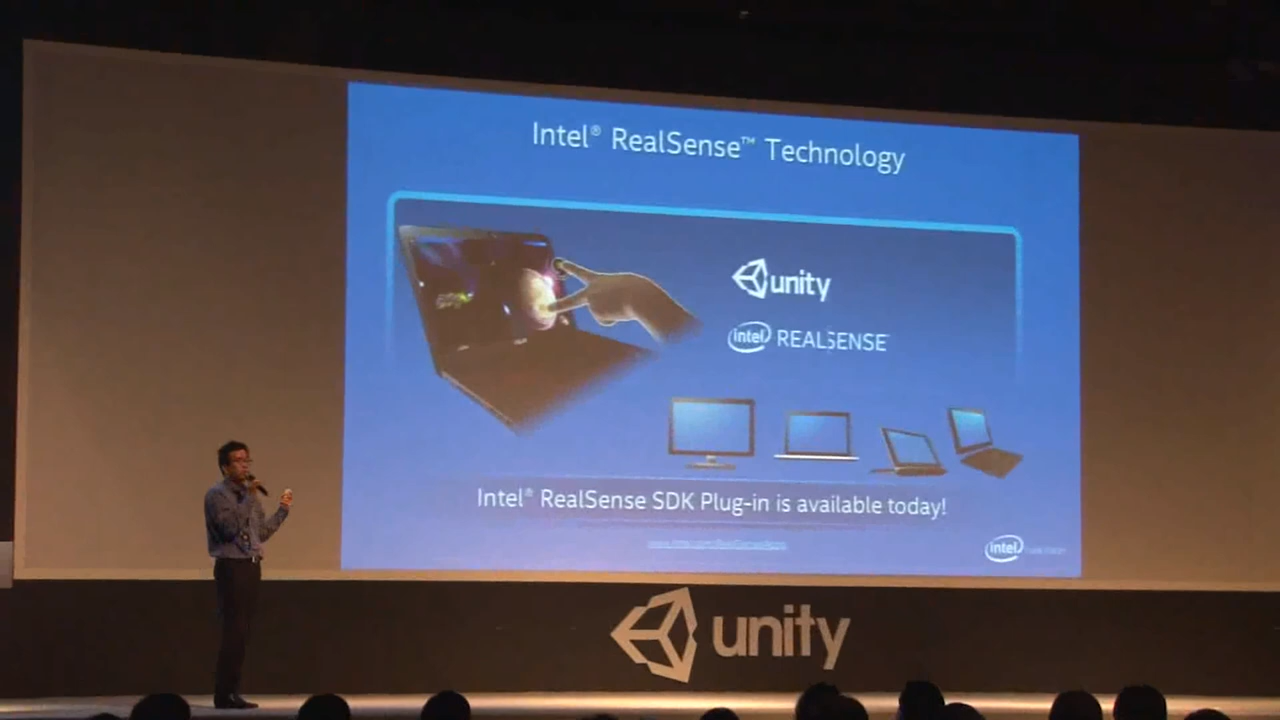 Intel® RealSense™ Technology
unity
intel REALSENSE
Intel® RealSense SDK Plug-in is available today!
intel
unity